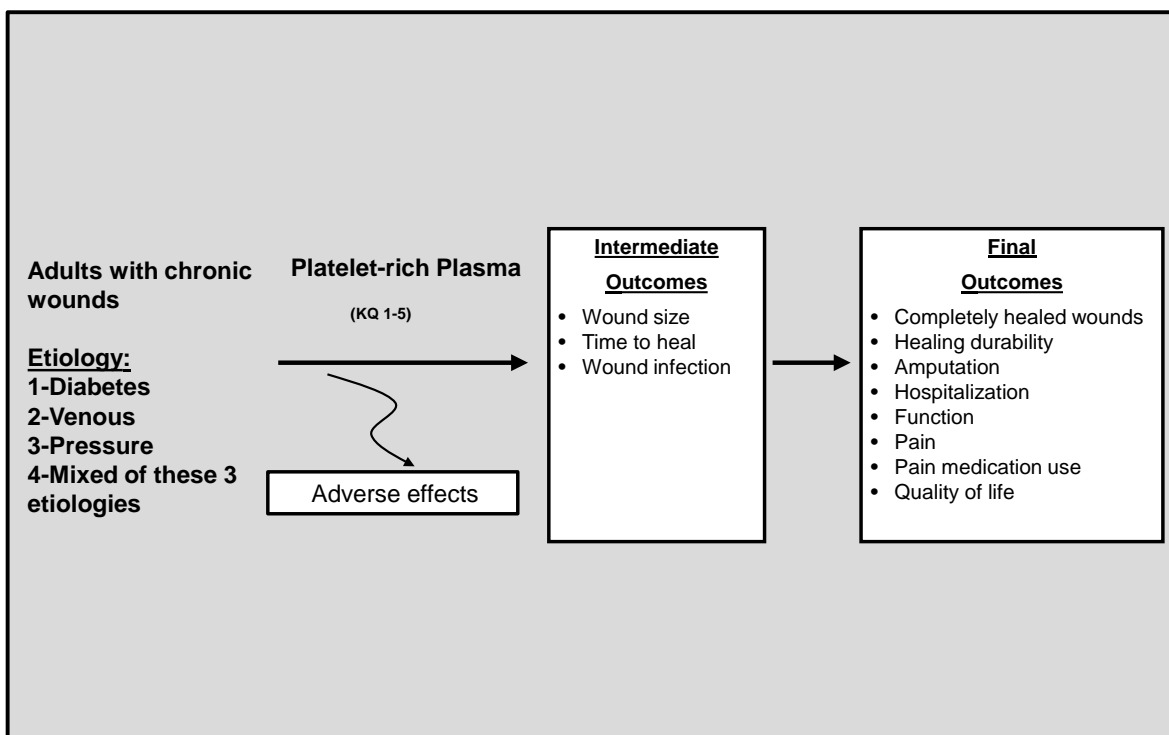 Adults with chronic
wounds
Etiology:
1-Diabetes
2-Venous
3-Pressure
4-Mixed of these 3
etiologies
Platelet-rich Plasma
(KQ 1-5)
Adverse effects
Intermediate
Outcomes
• Wound size
• Time to heal
• Wound infection
Final
Outcomes
• Completely healed wounds
• Healing durability
• Amputation
• Hospitalization
• Function
• Pain
• Pain medication use
• Quality of life